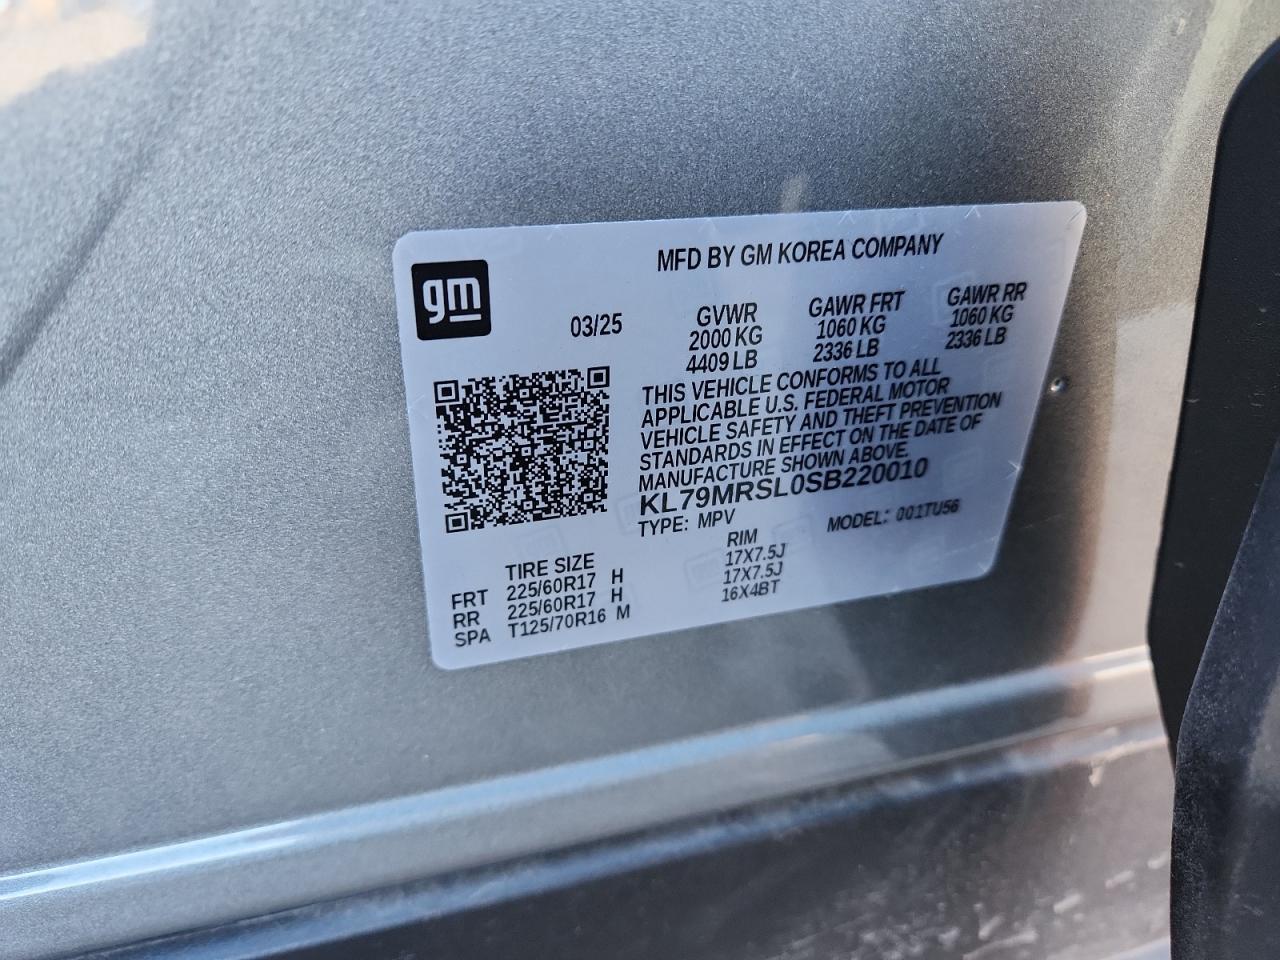 gm
MFD BY GM KOREA COMPANY
03/25
GVWR GAWR FRT GAWR RR
2000 KG 1060 KG 1060 KG
4409 LB 2336 LB 2336 LB
THIS VEHICLE CONFORMS TO ALL
APPLICABLE U.S. FEDERAL MOTOR
VEHICLE SAFETY AND THEFT PREVENTION
STANDARDS IN EFFECT ON THE DATE OF
MANUFACTURE SHOWN ABOVE.
KL79MRSL0SB220010
TYPE: MPV MODEL: 001TU56
TIRE SIZE RIM
FRT 225/60R17 H 17X7.5J
RR 225/60R17 H 17X7.5J
SPA T125/70R16 M 16X4BT